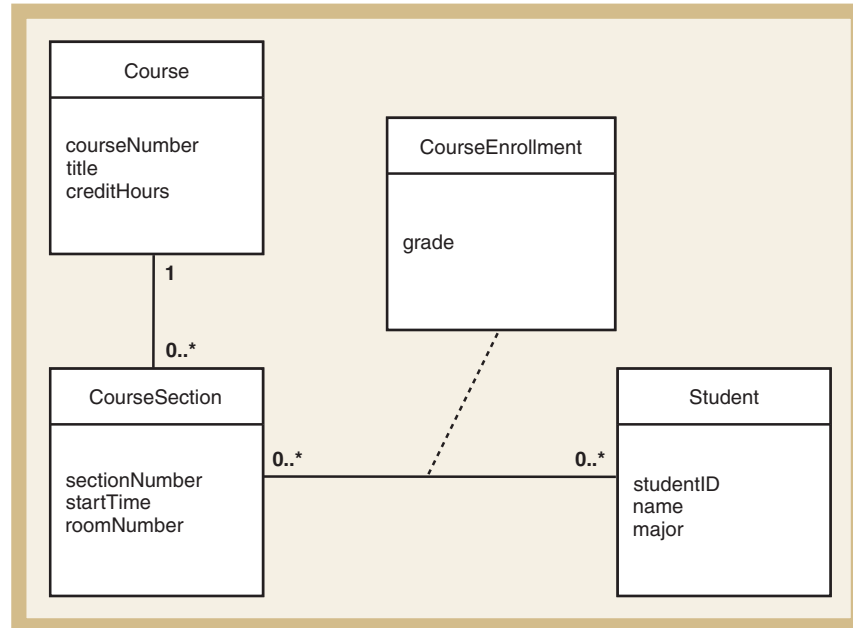 Course
courseNumber
title
creditHours
1
0..*
CourseEnrollment
grade
CourseSection
sectionNumber
startTime
roomNumber
0..*
0..*
Student
studentID
name
major